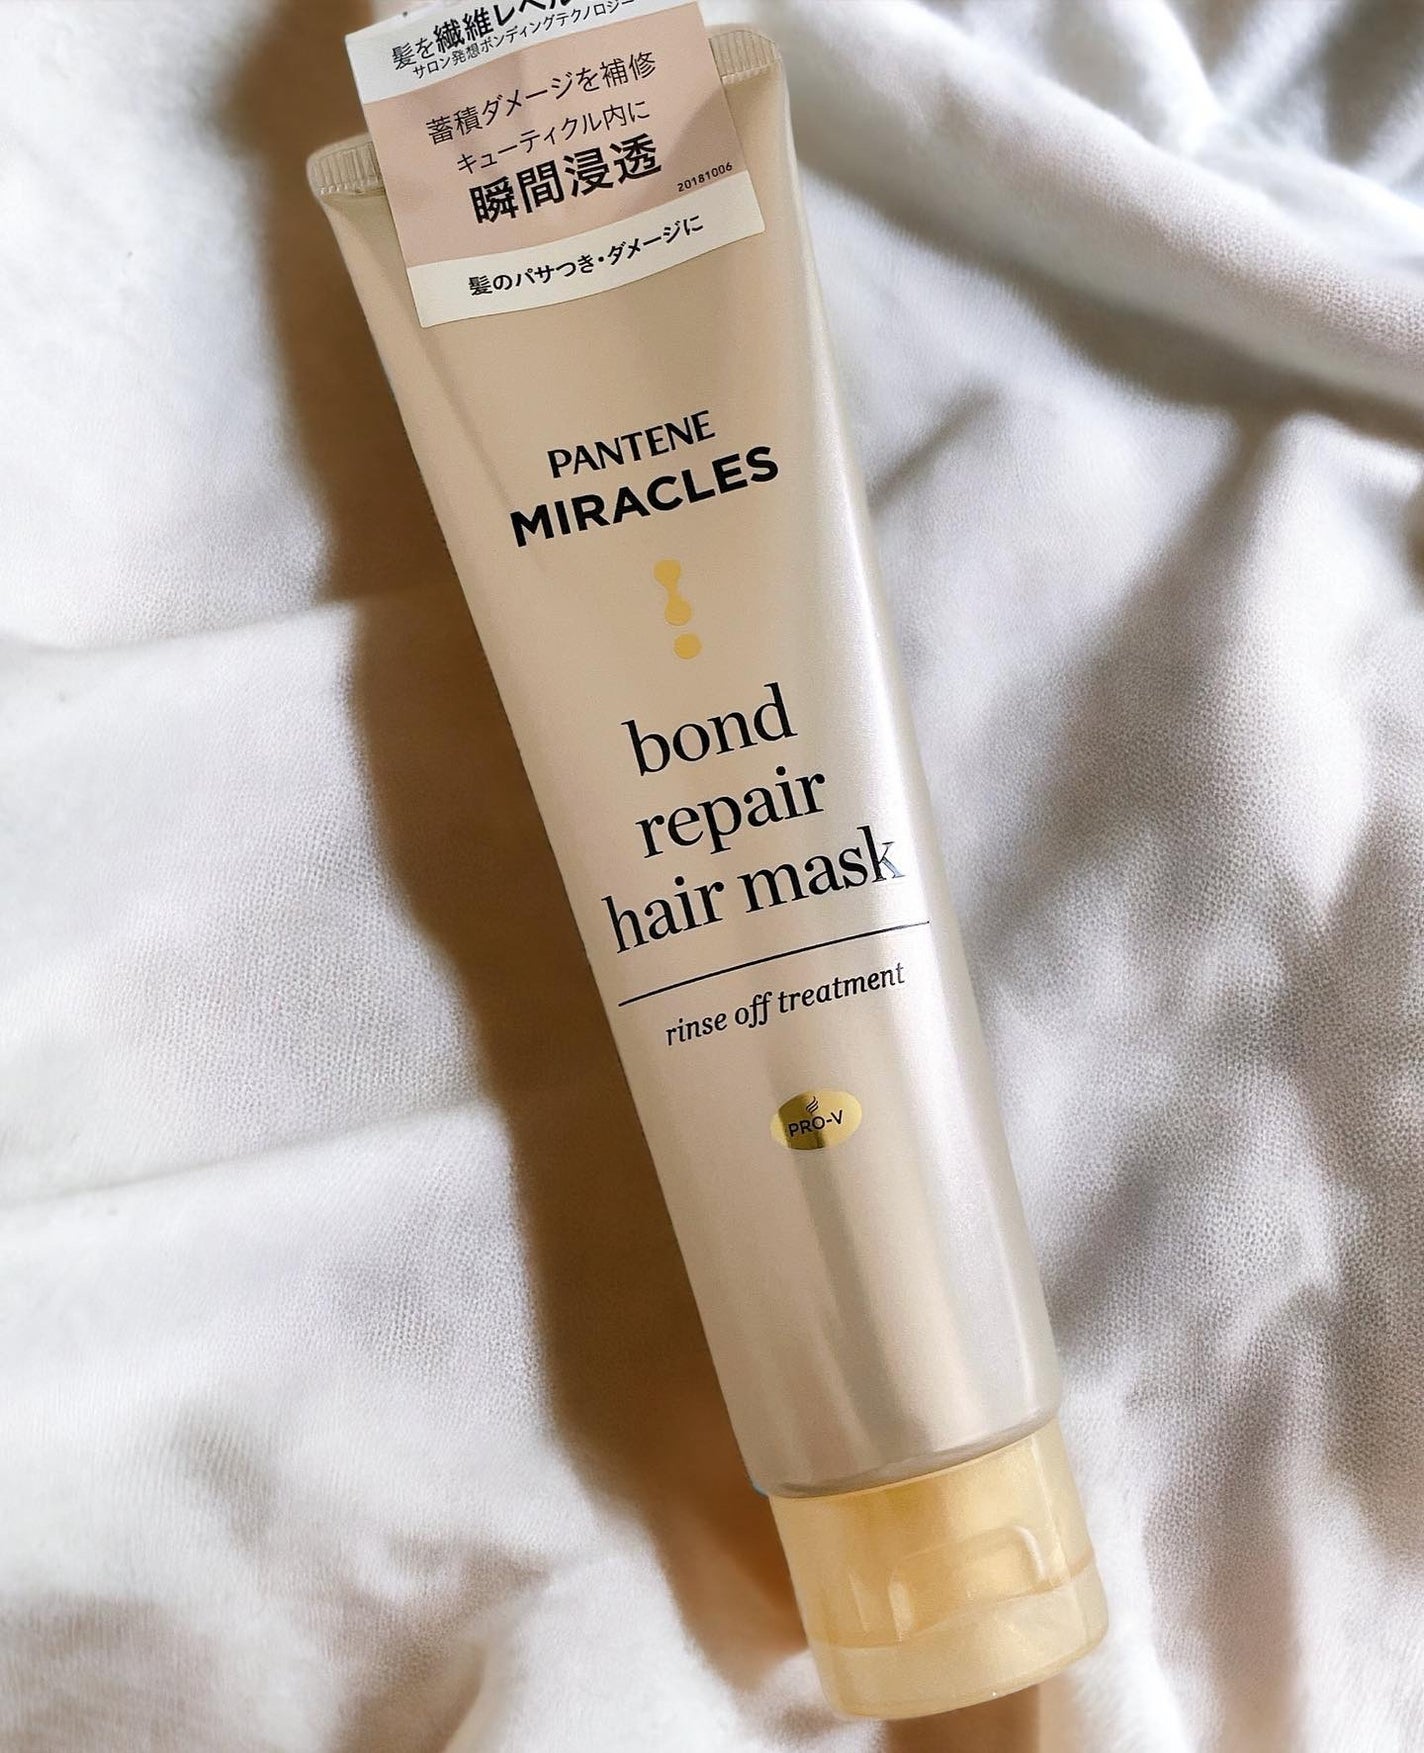 髪を繊維レベル
サロン発想ボンディングテクノロジー
蓄積ダメージを補修
キューティクル内に
瞬間浸透
20181006
髪のパサつき・ダメージに
PANTENE
MIRACLES
bond
repair
hair mask
rinse off treatment
PRO-V